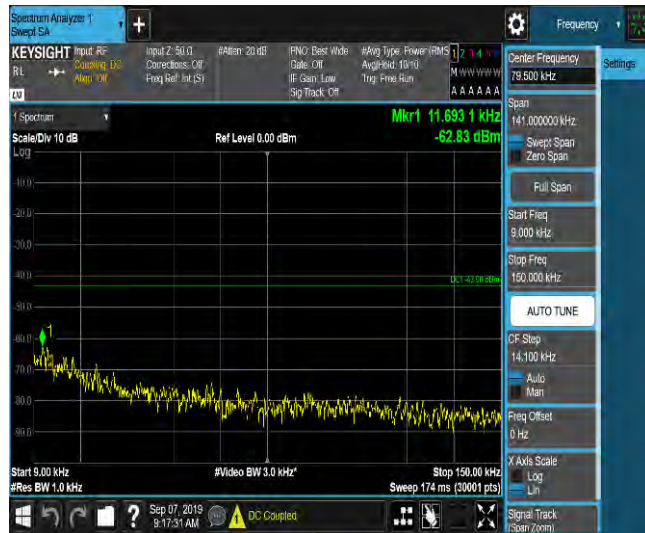 Spectrum Analyzer 1
Swept SA
Frequency
KEYSIGHT
RL
Input: RF
Coupling: DC
Align: Off
Input Z: 50 Ω
Corrections: Off
Freq Ref: Int (S)
#Atten: 20 dB
PNO: Best Wide
Gate: Off
IF Gain: Low
Sig Track: Off
#Avg Type: Power (RMS
Avg|Hold: 10/10
Trig: Free Run
M W W W W W
A A A A A A
1 Spectrum
Scale/Div 10 dB
Ref Level 0.00 dBm
Mkr1 11.693 1 kHz
-62.83 dBm
Log
-10.0
-20.0
-30.0
-40.0
-50.0
-60.0
-70.0
-80.0
-90.0
1
Start 9.00 kHz
#Video BW 3.0 kHz*
Stop 150.00 kHz
#Res BW 1.0 kHz
Sweep 174 ms (30001 pts)
Sep 07, 2019
9:17:31 AM
DC Coupled
Center Frequency
79.500 kHz
Settings
Span
141.000000 kHz
Swept Span
Zero Span
Full Span
Start Freq
9.000 kHz
Stop Freq
150.000 kHz
AUTO TUNE
CF Step
14.100 kHz
Auto
Man
Freq Offset
0 Hz
X Axis Scale
Log
Lin
Signal Track
(Span Zoom)